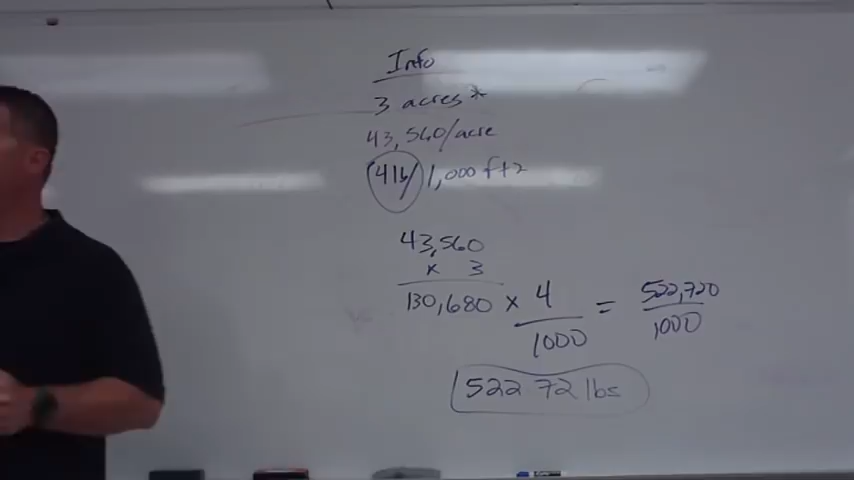 Info
3 acres*
43,560/acre
4lb/1,000 ft2
43,560
x 3
130,680 x 4/1000 = 522,720/1000
522 72 lbs